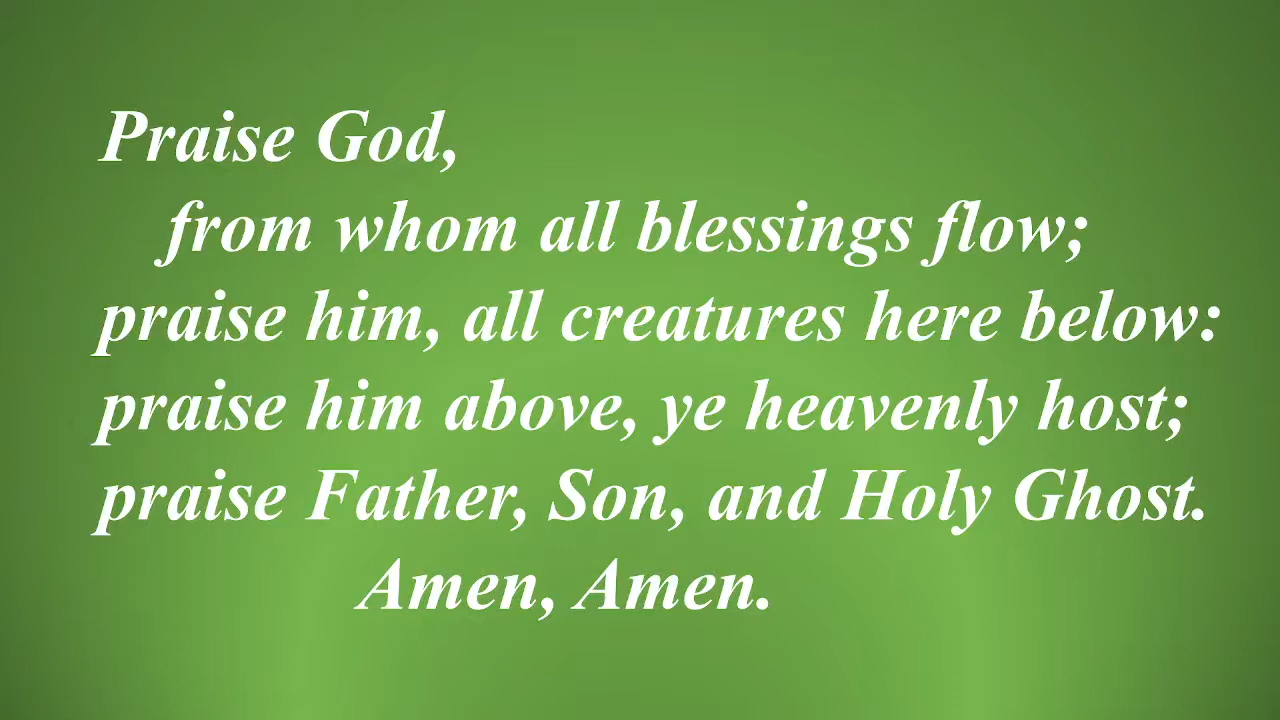 Praise God,
from whom all blessings flow;
praise him, all creatures here below:
praise him above, ye heavenly host;
praise Father, Son, and Holy Ghost.
Amen, Amen.